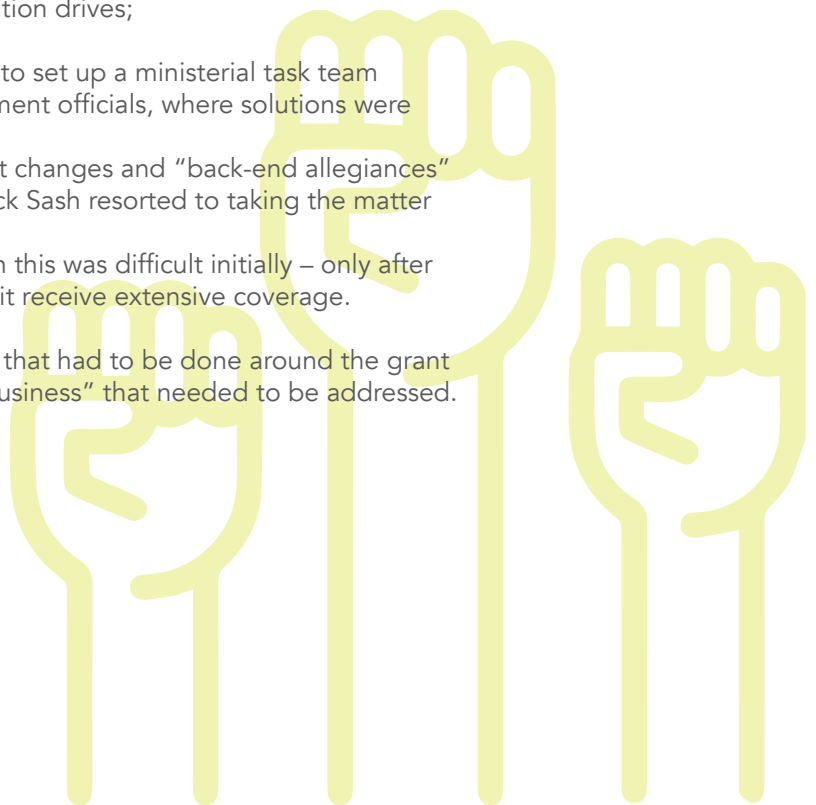 tion drives;
to set up a ministerial task team
ment officials, where solutions were
t changes and “back-end allegiances”
ck Sash resorted to taking the matter
n this was difficult initially – only after
it receive extensive coverage.
that had to be done around the grant
usiness” that needed to be addressed.